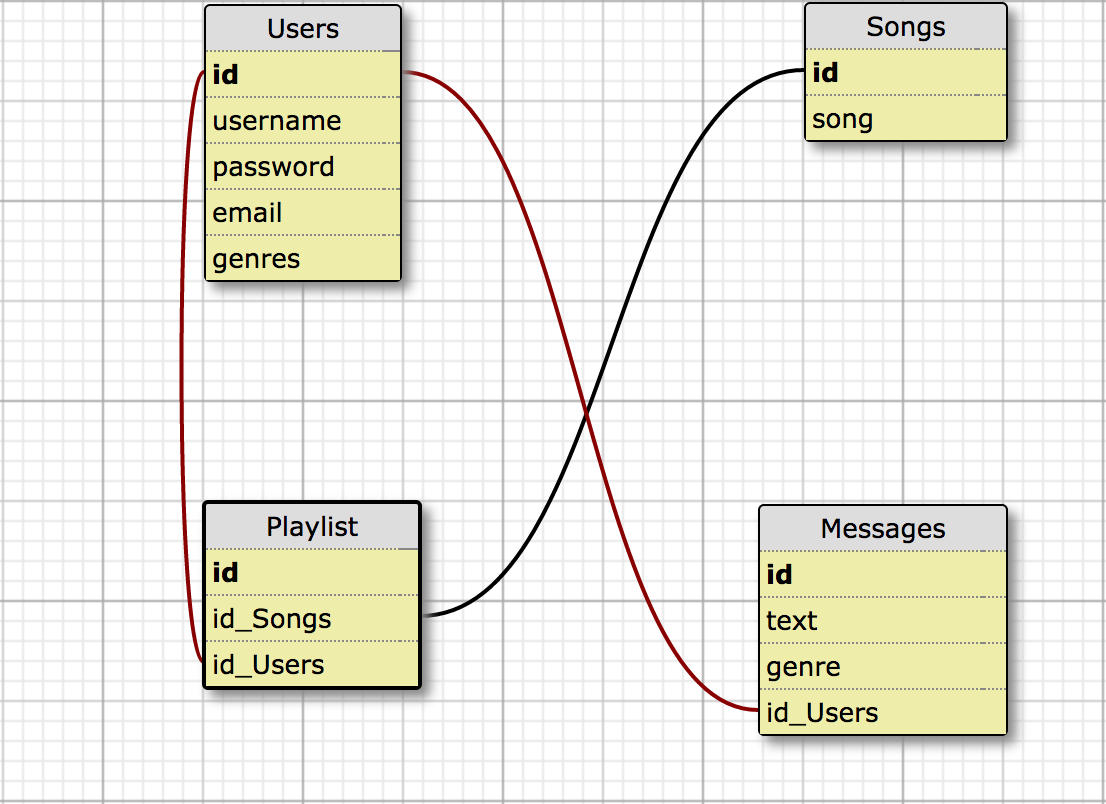 Users
id
username
password
email
genres
Songs
id
song
Playlist
id
id_Songs
id_Users
Messages
id
text
genre
id_Users